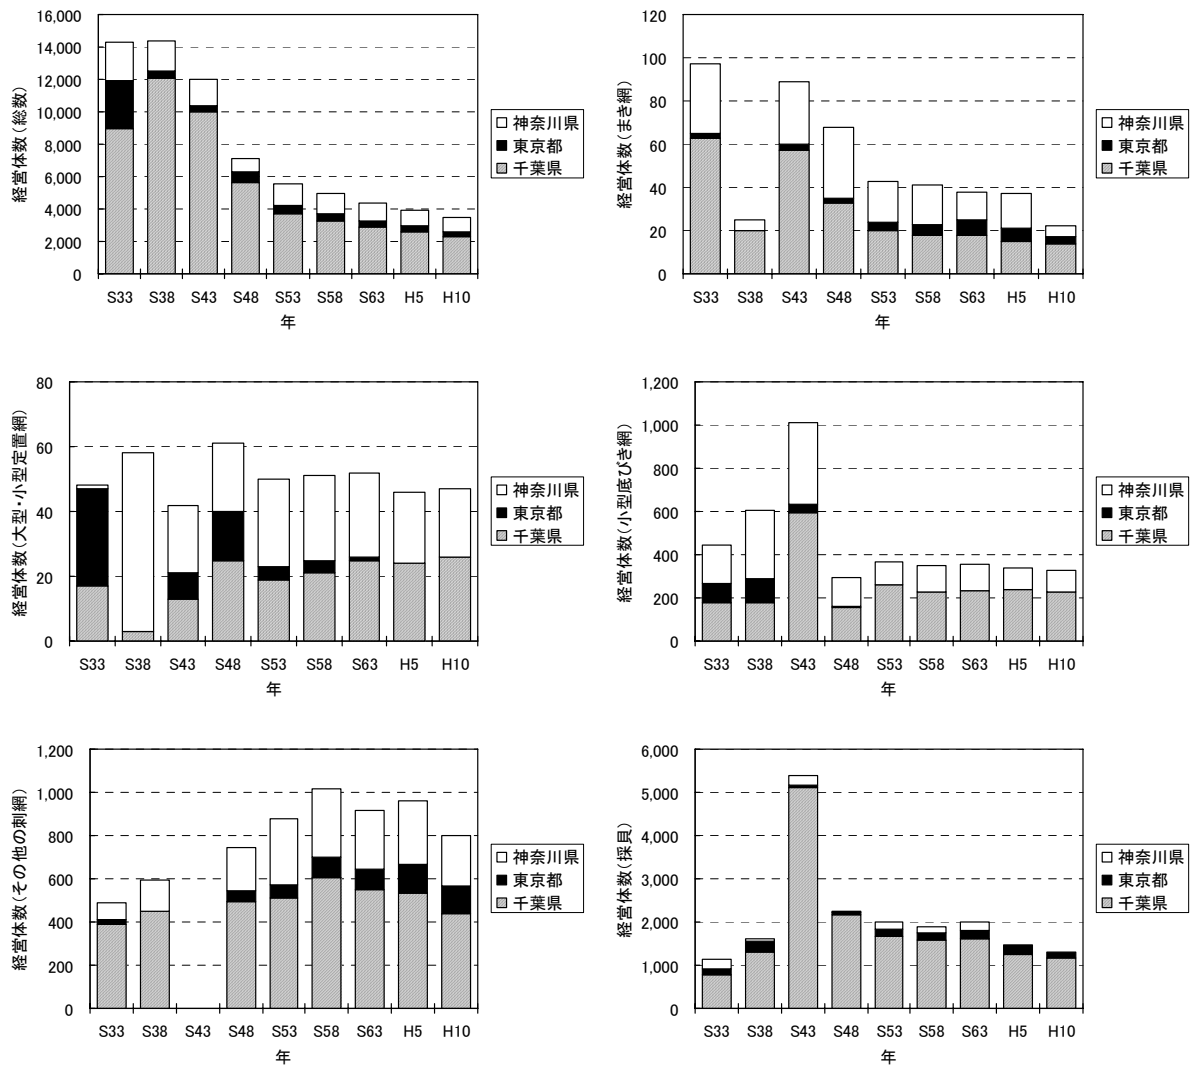 経営体数(総数)
16,000
14,000
12,000
10,000
8,000
6,000
4,000
2,000
0
S33 S38 S43 S48 S53 S58 S63 H5 H10
年
神奈川県
東京都
千葉県
経営体数(まき網)
120
100
80
60
40
20
0
S33 S38 S43 S48 S53 S58 S63 H5 H10
年
神奈川県
東京都
千葉県
経営体数(大型・小型定置網)
80
60
40
20
0
S33 S38 S43 S48 S53 S58 S63 H5 H10
年
神奈川県
東京都
千葉県
経営体数(小型底びき網)
1,200
1,000
800
600
400
200
0
S33 S38 S43 S48 S53 S58 S63 H5 H10
年
神奈川県
東京都
千葉県
経営体数(その他の刺網)
1,200
1,000
800
600
400
200
0
S33 S38 S43 S48 S53 S58 S63 H5 H10
年
神奈川県
東京都
千葉県
経営体数(採貝)
6,000
5,000
4,000
3,000
2,000
1,000
0
S33 S38 S43 S48 S53 S58 S63 H5 H10
年
神奈川県
東京都
千葉県